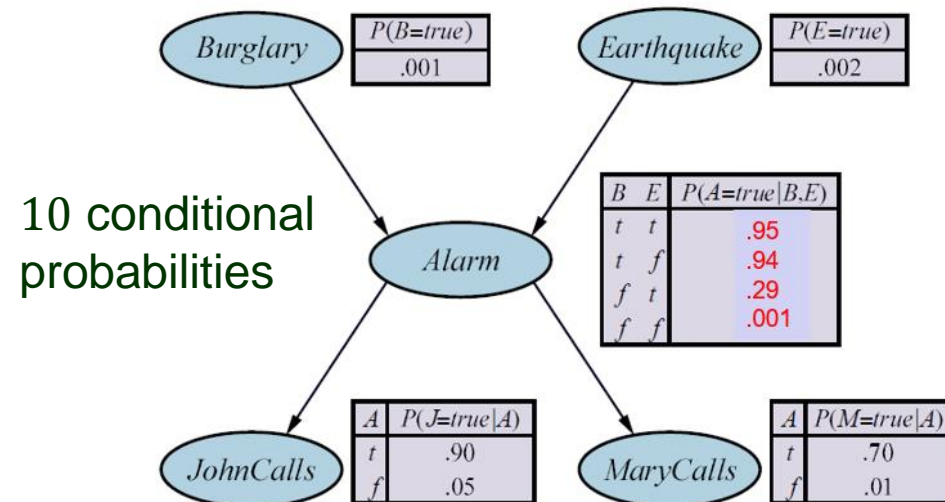 Burglary
P(B=true)
.001
Earthquake
P(E=true)
.002
10 conditional
probabilities
Alarm
B E P(A=true|B,E)
t t .95
t f .94
f t .29
f f .001
JohnCalls
A P(J=true|A)
t .90
f .05
MaryCalls
A P(M=true|A)
t .70
f .01